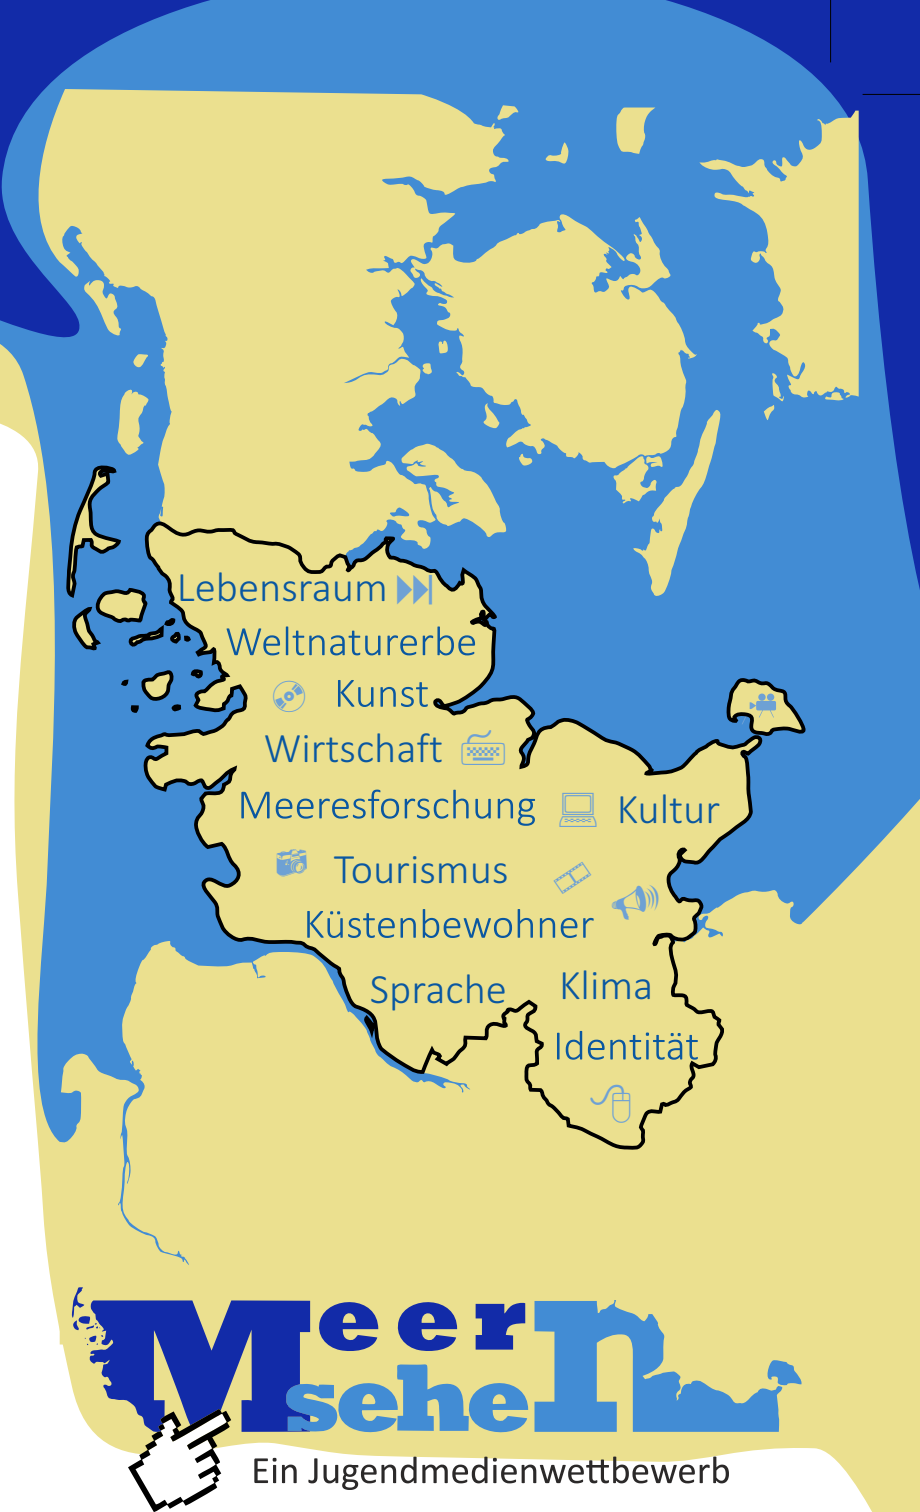 Lebensraum
Weltnaturerbe
Kunst
Wirtschaft
Meeresforschung
Kultur
Tourismus
Küstenbewohner
Sprache
Klima
Identität
Meer
sehen
Ein Jugendmedienwettbewerb